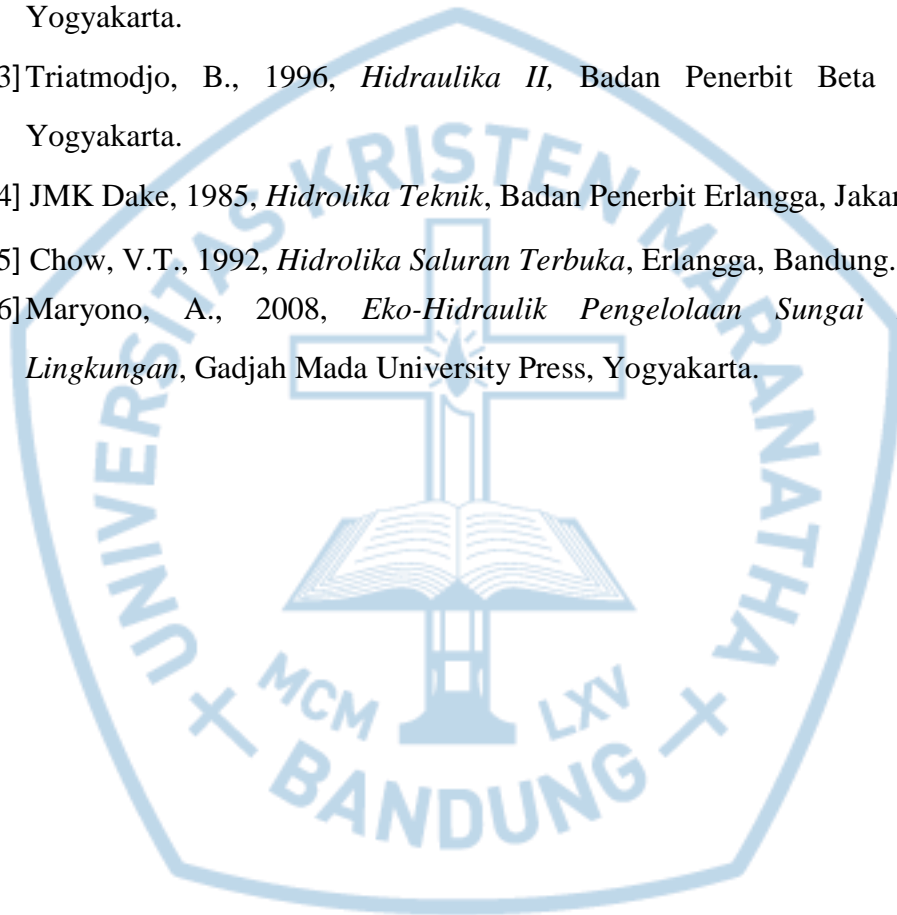 Yogyakarta.
3] Triatmodjo, B., 1996, Hidraulika II, Badan Penerbit Beta
Yogyakarta.
4] JMK Dake, 1985, Hidrolika Teknik, Badan Penerbit Erlangga, Jakar
5] Chow, V.T., 1992, Hidrolika Saluran Terbuka, Erlangga, Bandung.
6] Maryono, A., 2008, Eko-Hidraulik Pengelolaan Sungai
Lingkungan, Gadjah Mada University Press, Yogyakarta.
UNIVERSITAS KRISTEN MARANATHA
MCM LXV
BANDUNG